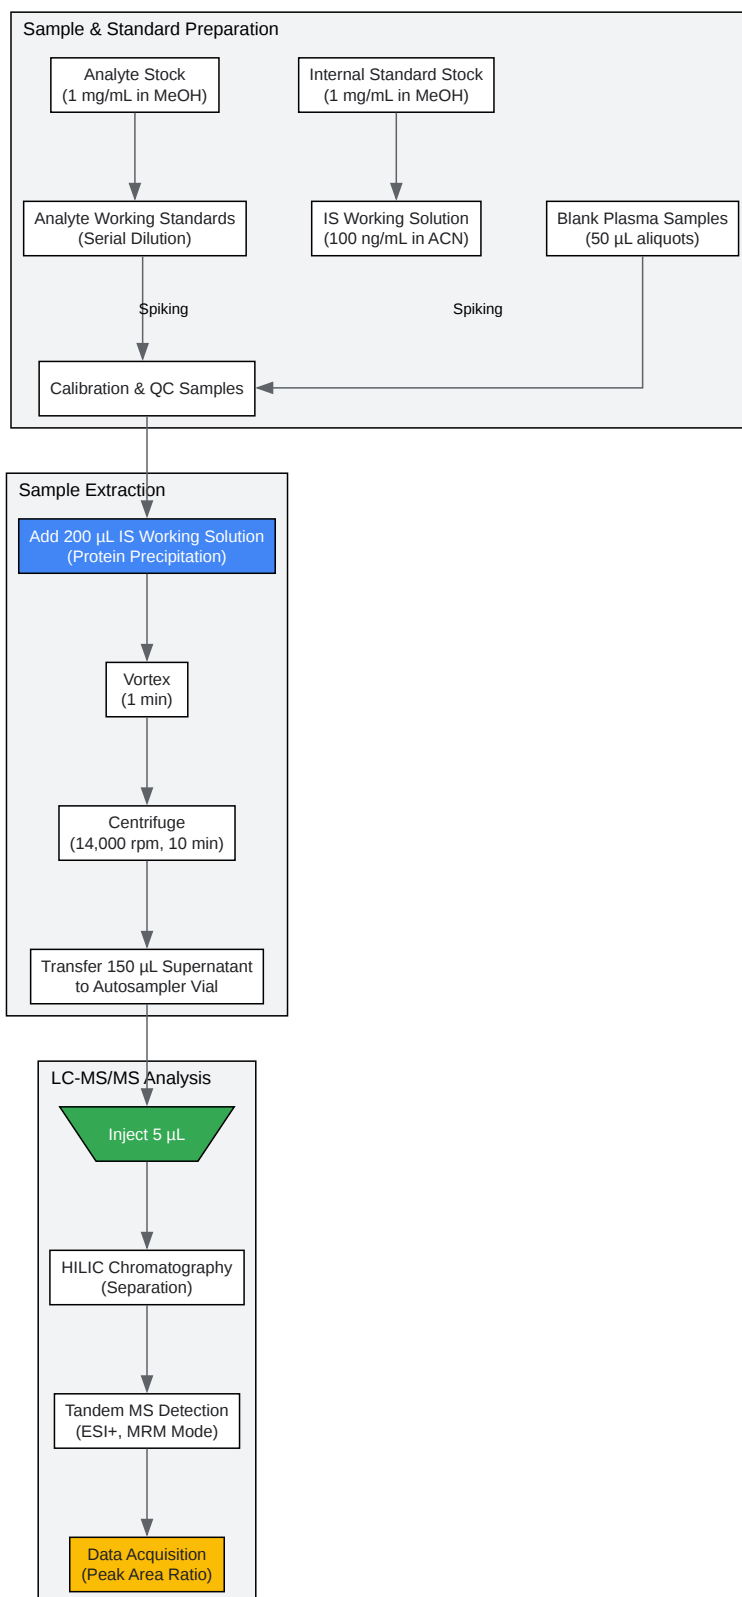 Sample & Standard Preparation
Analyte Stock
(1 mg/mL in MeOH)
Internal Standard Stock
(1 mg/mL in MeOH)
Analyte Working Standards
(Serial Dilution)
IS Working Solution
(100 ng/mL in ACN)
Blank Plasma Samples
(50 µL aliquots)
Spiking
Spiking
Calibration & QC Samples
Sample Extraction
Add 200 µL IS Working Solution
(Protein Precipitation)
Vortex
(1 min)
Centrifuge
(14,000 rpm, 10 min)
Transfer 150 µL Supernatant
to Autosampler Vial
LC-MS/MS Analysis
Inject 5 µL
HILIC Chromatography
(Separation)
Tandem MS Detection
(ESI+, MRM Mode)
Data Acquisition
(Peak Area Ratio)